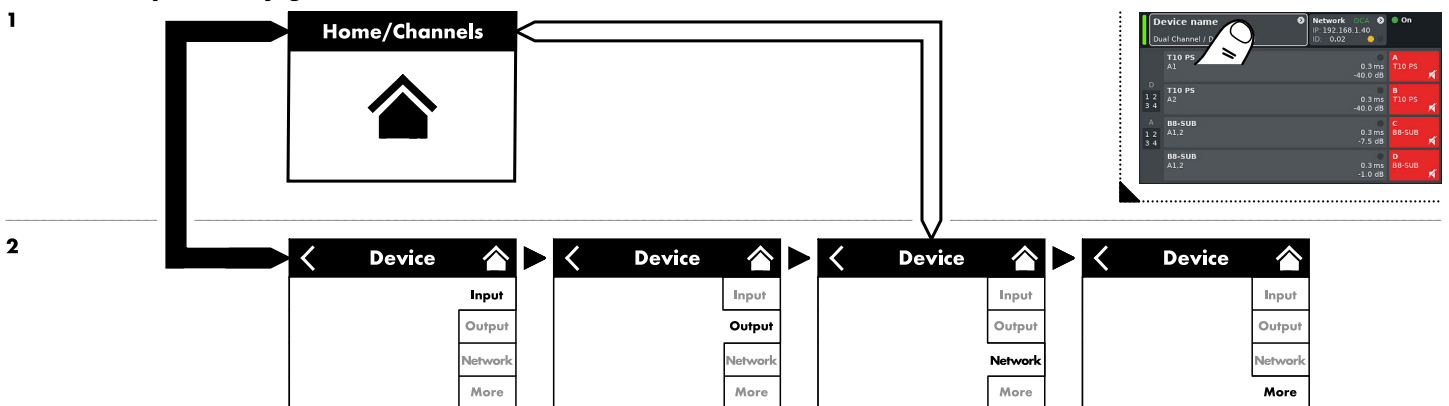 1
Home/Channels
Device name
Network OCA
On
IP: 192.168.1.40
Dual Channel / D
ID: 0.02
T10 PS
A1
0.3 ms
-40.0 dB
A
T10 PS
D
1 2
3 4
T10 PS
A2
0.3 ms
-40.0 dB
B
T10 PS
A
1 2
3 4
B8-SUB
A1,2
0.3 ms
-7.5 dB
C
B8-SUB
B8-SUB
A1,2
0.3 ms
-1.0 dB
D
B8-SUB
2
Device
Input
Output
Network
More
Device
Input
Output
Network
More
Device
Input
Output
Network
More
Device
Input
Output
Network
More